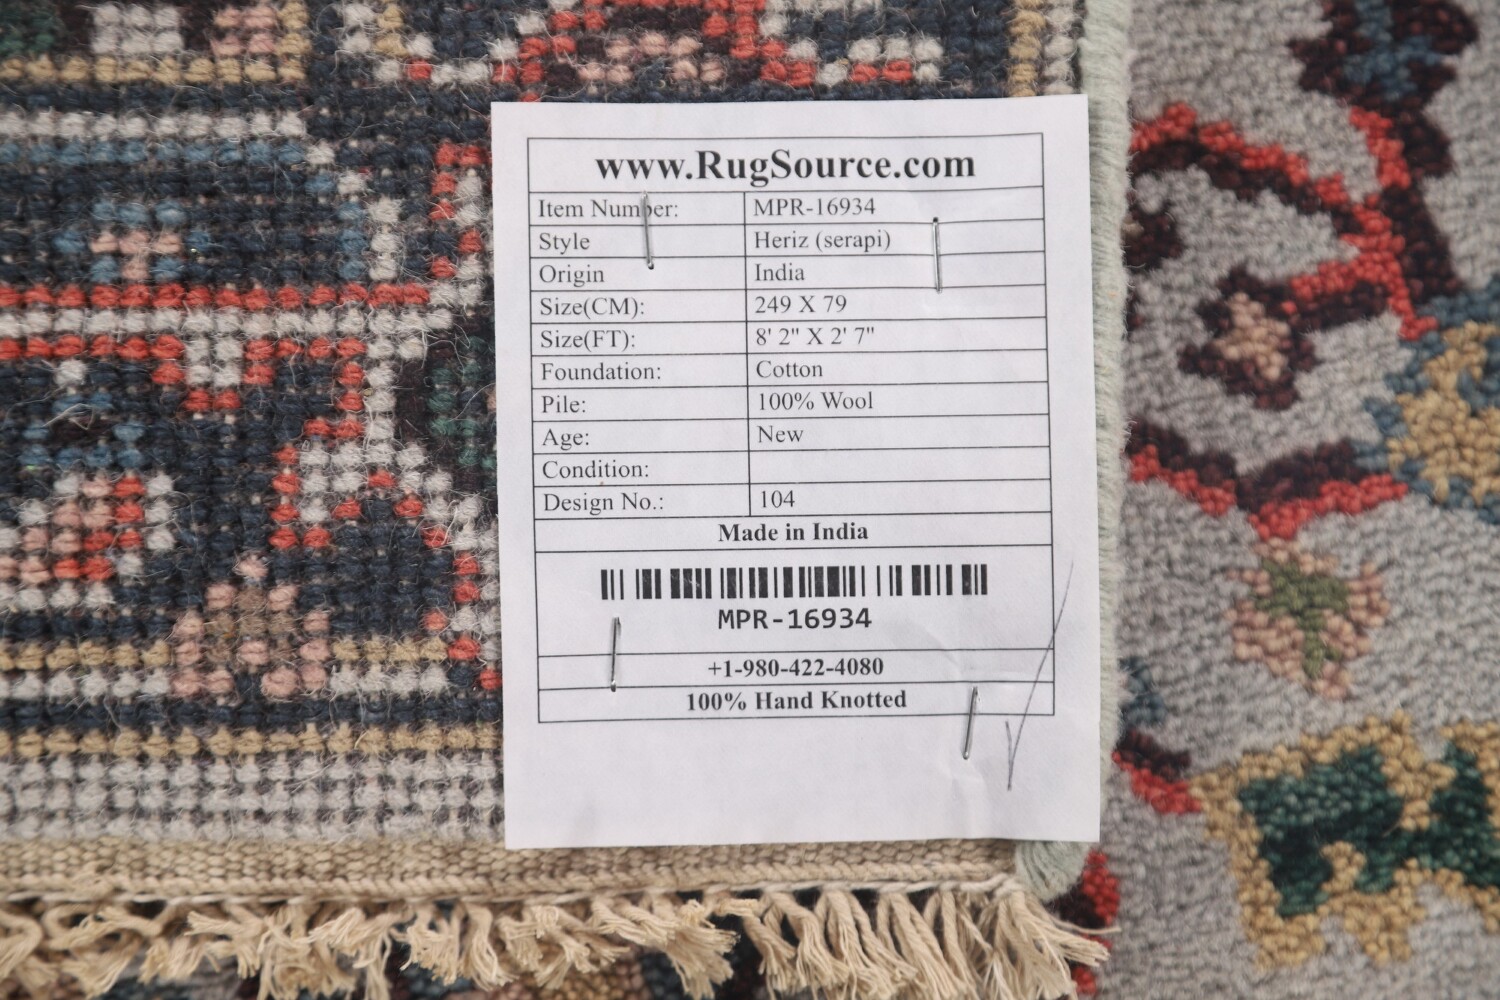 www.RugSource.com
Item Number: MPR-16934
Style Heriz (serapi)
Origin India
Size(CM): 249 X 79
Size(FT): 8' 2" X 2' 7"
Foundation: Cotton
Pile: 100% Wool
Age: New
Condition:
Design No.: 104
Made in India
MPR-16934
+1-980-422-4080
100% Hand Knotted